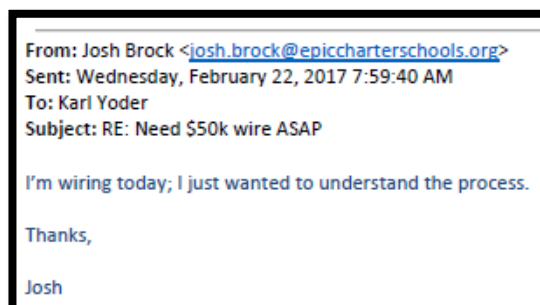 From: Josh Brock <josh.brock@epiccharterschools.org>
Sent: Wednesday, February 22, 2017 7:59:40 AM
To: Karl Yoder
Subject: RE: Need $50k wire ASAP
I'm wiring today; I just wanted to understand the process.
Thanks,
Josh